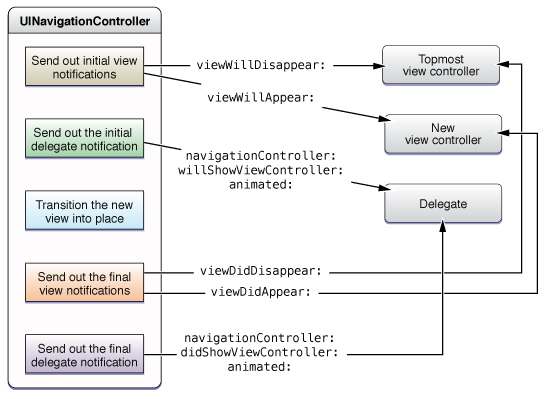 UINavigationController
Send out initial view
notifications
viewWillDisappear:
Topmost
view controller
viewWillAppear:
New
view controller
Send out the initial
delegate notification
navigationController:
willShowViewController:
animated:
Delegate
Transition the new
view into place
Send out the final
view notifications
viewDidDisappear:
viewDidAppear:
Send out the final
delegate notification
navigationController:
didShowViewController:
animated: